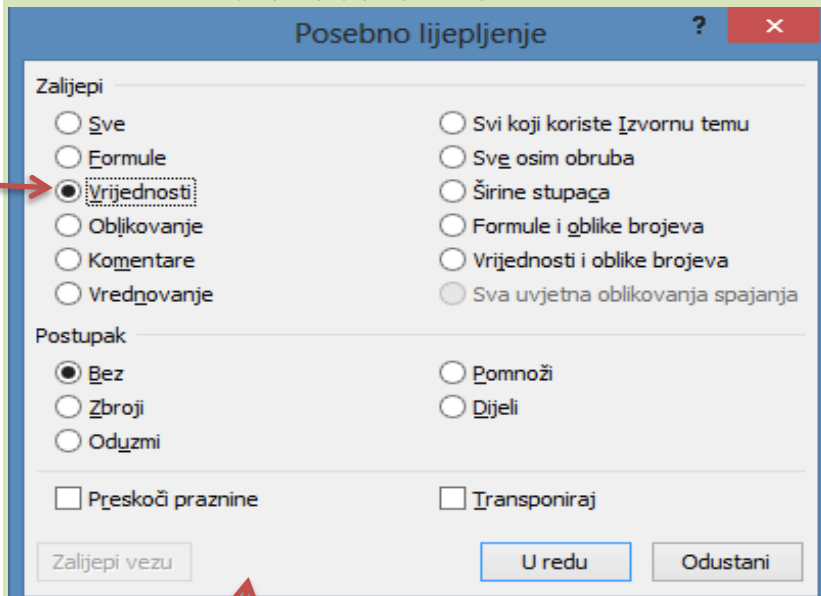 Posebno lijepljenje ?
Zalijepi
Sve
Formule
Vrijednosti
Oblikovanje
Komentare
Vrednovanje
Svi koji koriste Izvornu temu
Sve osim obruba
Širine stupaca
Formule i oblike brojeva
Vrijednosti i oblike brojeva
Sva uvjetna oblikovanja spajanja
Postupak
Bez
Zbroji
Oduzmi
Pomnoži
Dijeli
Preskoči praznine
Transponiraj
Zalijepi vezu
U redu
Odustani